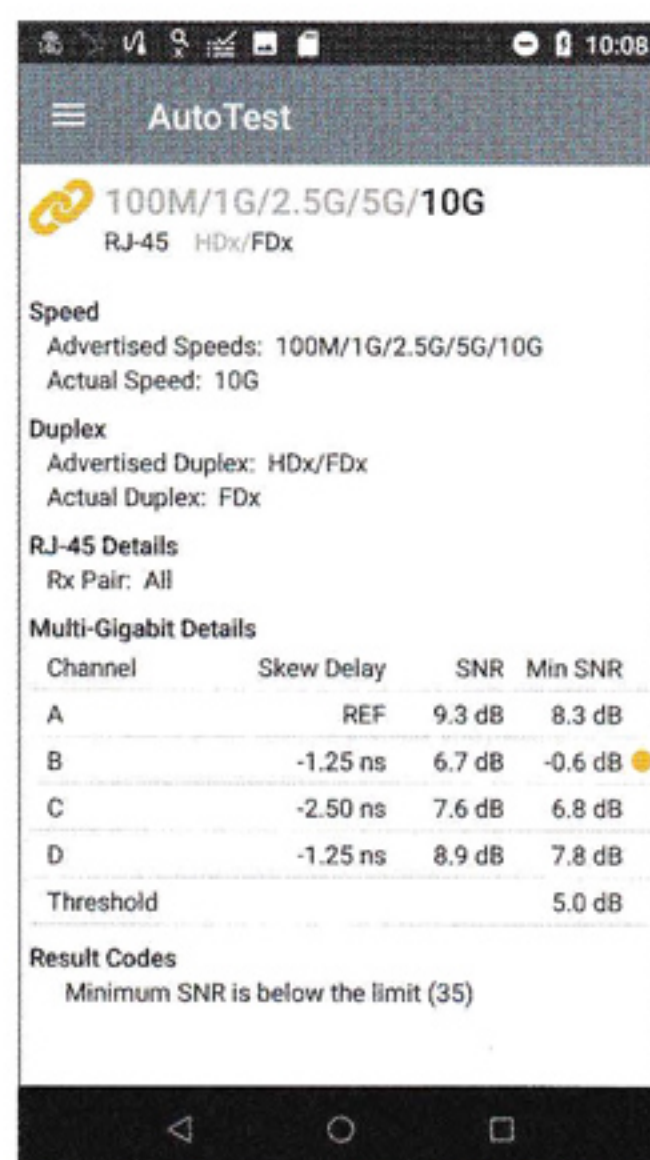 10:08
AutoTest
100M/1G/2.5G/5G/10G
RJ-45 HDx/FDx
Speed
Advertised Speeds: 100M/1G/2.5G/5G/10G
Actual Speed: 10G
Duplex
Advertised Duplex: HDx/FDx
Actual Duplex: FDx
RJ-45 Details
Rx Pair: All
Multi-Gigabit Details
Channel Skew Delay SNR Min SNR
A REF 9.3 dB 8.3 dB
B -1.25 ns 6.7 dB -0.6 dB
C -2.50 ns 7.6 dB 6.8 dB
D -1.25 ns 8.9 dB 7.8 dB
Threshold 5.0 dB
Result Codes
Minimum SNR is below the limit (35)